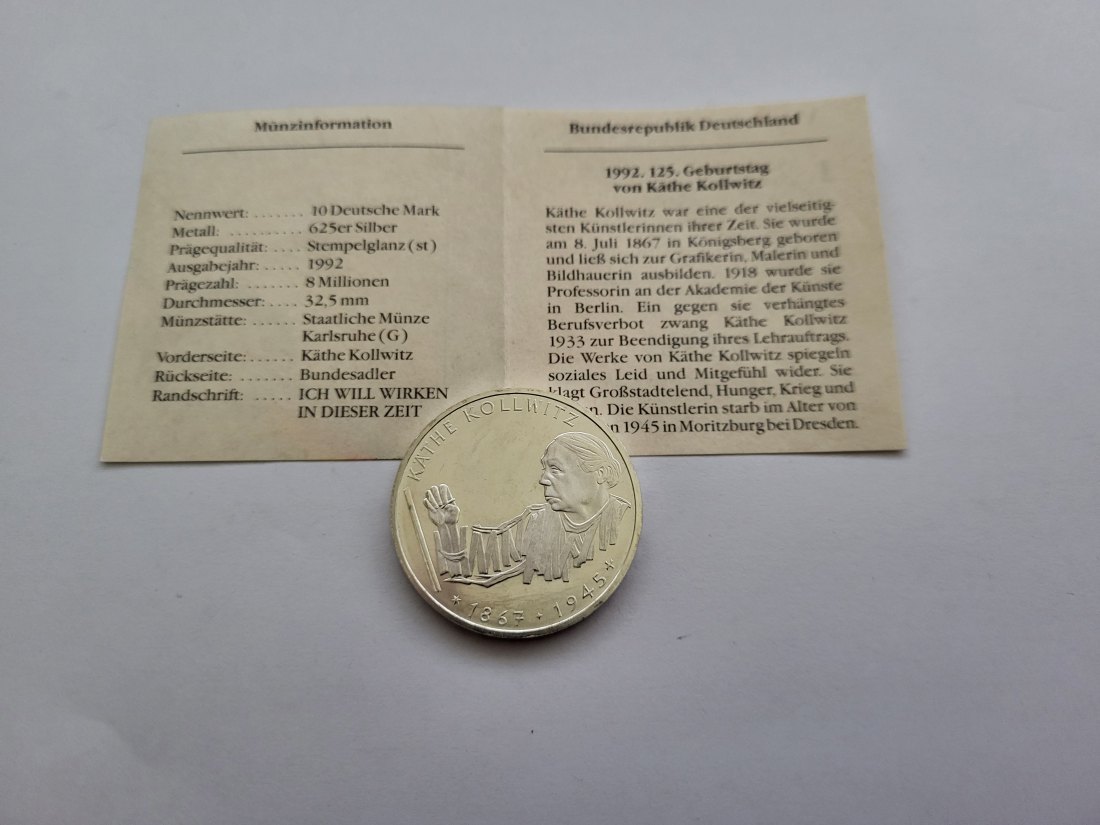 Münzinformation
Nennwert: ....... 10 Deutsche Mark
Metall: .......... 625er Silber
Prägequalität: .... Stempelglanz (st)
Ausgabejahr: ..... 1992
Prägezahl: ....... 8 Millionen
Durchmesser: .... 32,5 mm
Münzstätte: ...... Staatliche Münze
Karlsruhe (G)
Vorderseite: ...... Käthe Kollwitz
Rückseite: ....... Bundesadler
Randschrift: ..... ICH WILL WIRKEN
IN DIESER ZEIT
Bundesrepublik Deutschland
1992. 125. Geburtstag
von Käthe Kollwitz
Käthe Kollwitz war eine der vielseitig-
sten Künstlerinnen ihrer Zeit. Sie wurde
am 8. Juli 1867 in Königsberg geboren
und ließ sich zur Grafikerin, Malerin und
Bildhauerin ausbilden. 1918 wurde sie
Professorin an der Akademie der Künste
in Berlin. Ein gegen sie verhängtes
Berufsverbot zwang Käthe Kollwitz
1933 zur Beendigung ihres Lehrauftrags.
Die Werke von Käthe Kollwitz spiegeln
soziales Leid und Mitgefühl wider. Sie
klagt Großstadtelend, Hunger, Krieg und
Die Künstlerin starb im Alter von
1945 in Moritzburg bei Dresden.
KÄTHE KOLLWITZ
* 1867 + 1945 *